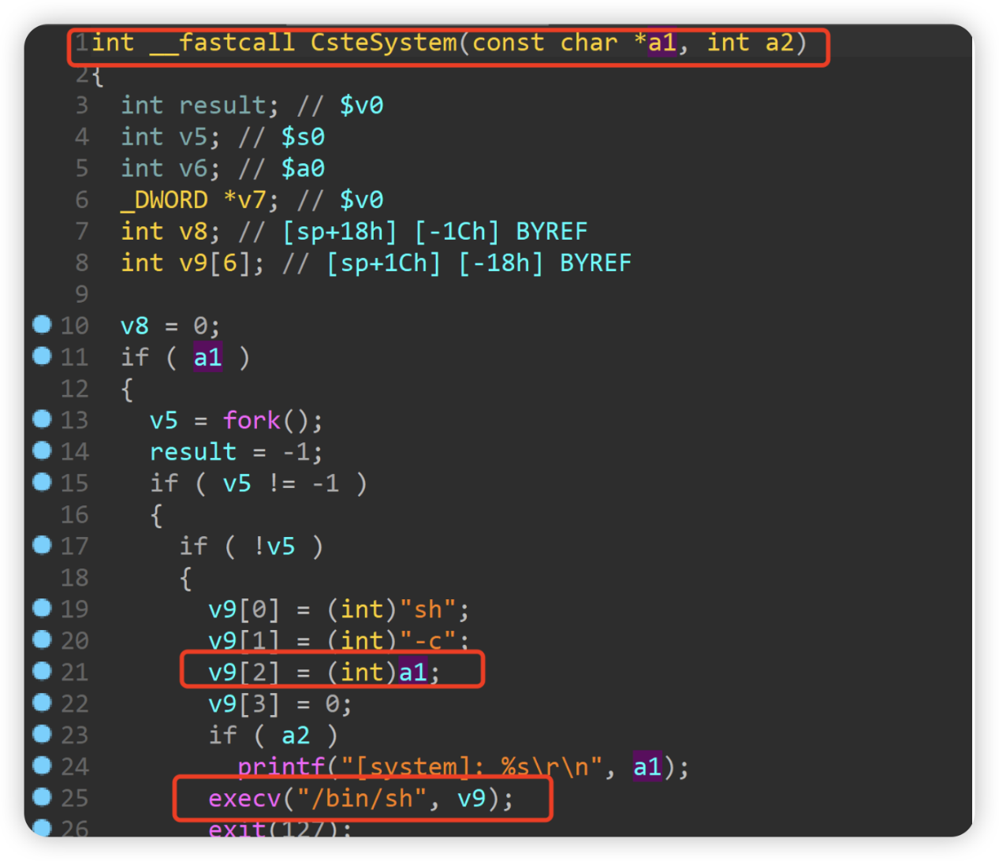 1 int __fastcall CsteSystem(const char *a1, int a2)
2 {
3   int result; // $v0
4   int v5; // $s0
5   int v6; // $a0
6   _DWORD *v7; // $v0
7   int v8; // [sp+18h] [-1Ch] BYREF
8   int v9[6]; // [sp+1Ch] [-18h] BYREF
9
10   v8 = 0;
11   if ( a1 )
12   {
13     v5 = fork();
14     result = -1;
15     if ( v5 != -1 )
16     {
17       if ( !v5 )
18       {
19         v9[0] = (int)"sh";
20         v9[1] = (int)"-c";
21         v9[2] = (int)a1;
22         v9[3] = 0;
23         if ( a2 )
24           printf("[system]: %s\r\n", a1);
25         execv("/bin/sh", v9);
26         exit(127);